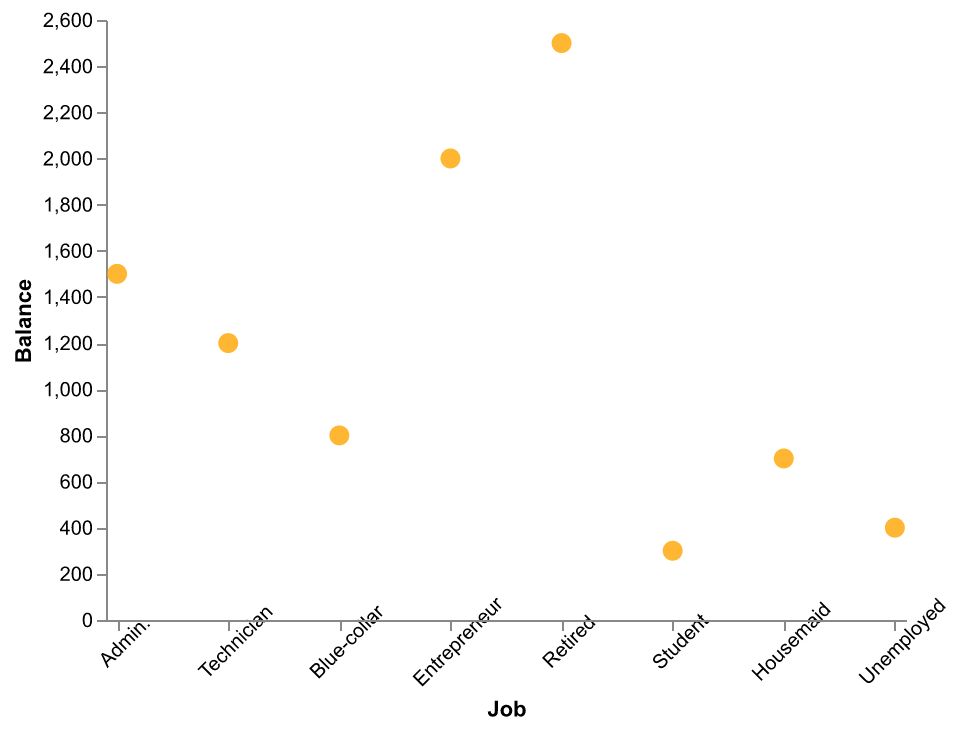 2,600
2,400
2,200
2,000
1,800
1,600
1,400
1,200
1,000
800
600
400
200
0
Balance
Admin.
Technician
Blue-collar
Entrepreneur
Retired
Student
Housemaid
Unemployed
Job